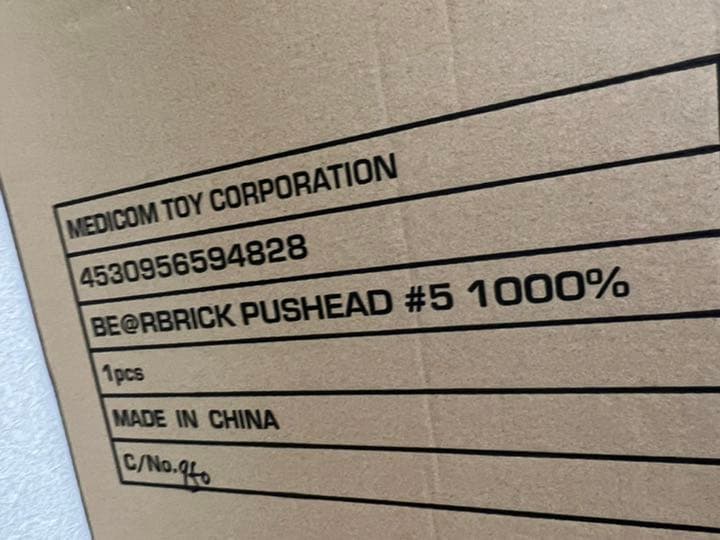 MEDICOM TOY CORPORATION
4530956594828
BE@RBRICK PUSHEAD #5 1000%
1pcs
MADE IN CHINA
C/No.